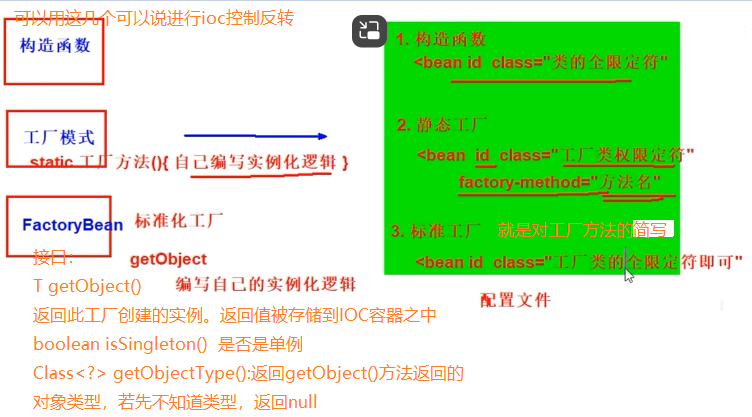 可以用这几个可以说进行ioc控制反转
构造函数
工厂模式
static 工厂方法(){ 自己编写实例化逻辑 }
FactoryBean 标准化工厂
接口：
getObject
T getObject() 编写自己的实例化逻辑
返回此工厂创建的实例。返回值被存储到IOC容器之中
boolean isSingleton() 是否是单例
Class<?> getObjectType():返回getObject()方法返回的
对象类型，若先不知道类型，返回null
1. 构造函数
<bean id class="类的全限定符"
2. 静态工厂
<bean id class="工厂类权限定符"
factory-method="方法名"
3. 标准工厂 就是对工厂方法的简写
<bean id class="工厂类的全限定符即可"
配置文件